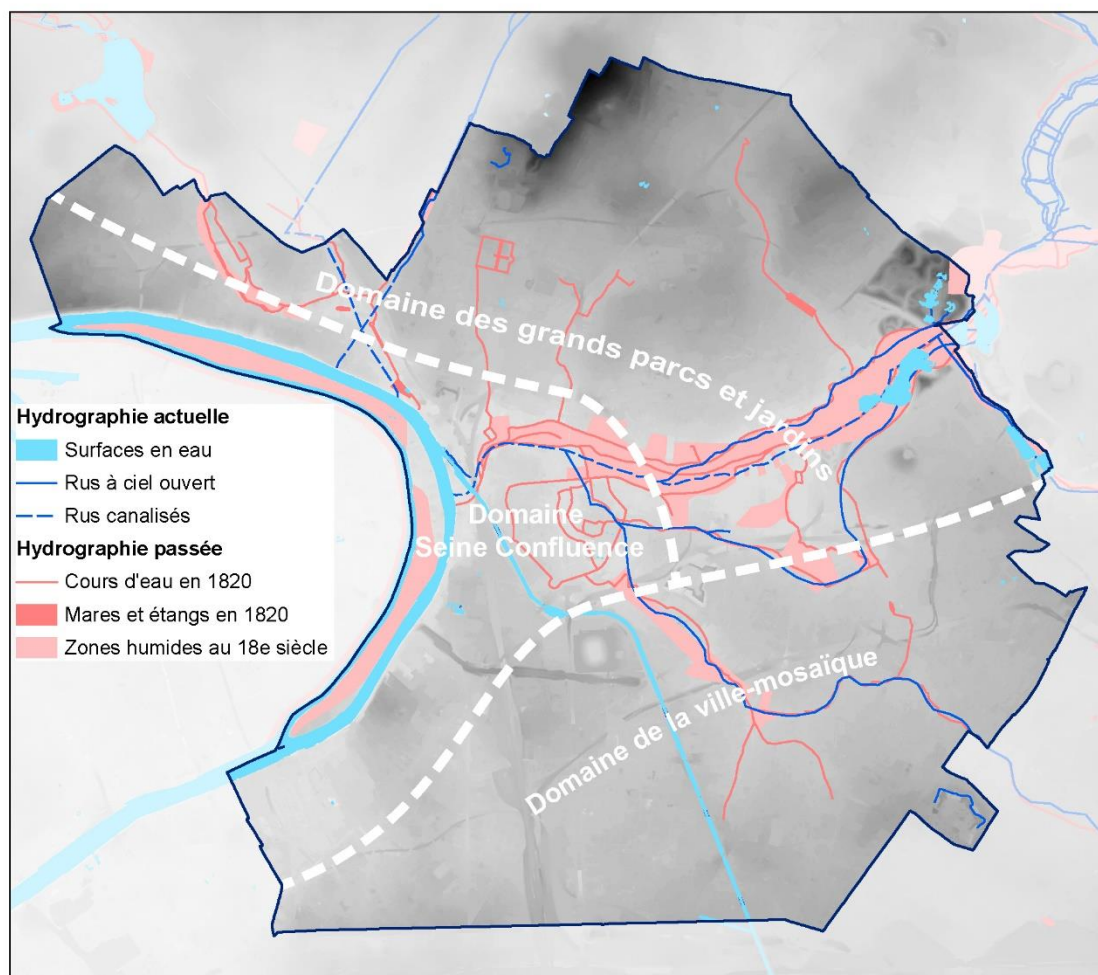 Domaine des grands parcs et jardins
Hydrographie actuelle
Surfaces en eau
Rus à ciel ouvert
Rus canalisés
Hydrographie passée
Cours d'eau en 1820
Mares et étangs en 1820
Zones humides au 18e siècle
Domaine
Seine Confluence
Domaine de la ville-mosaïque